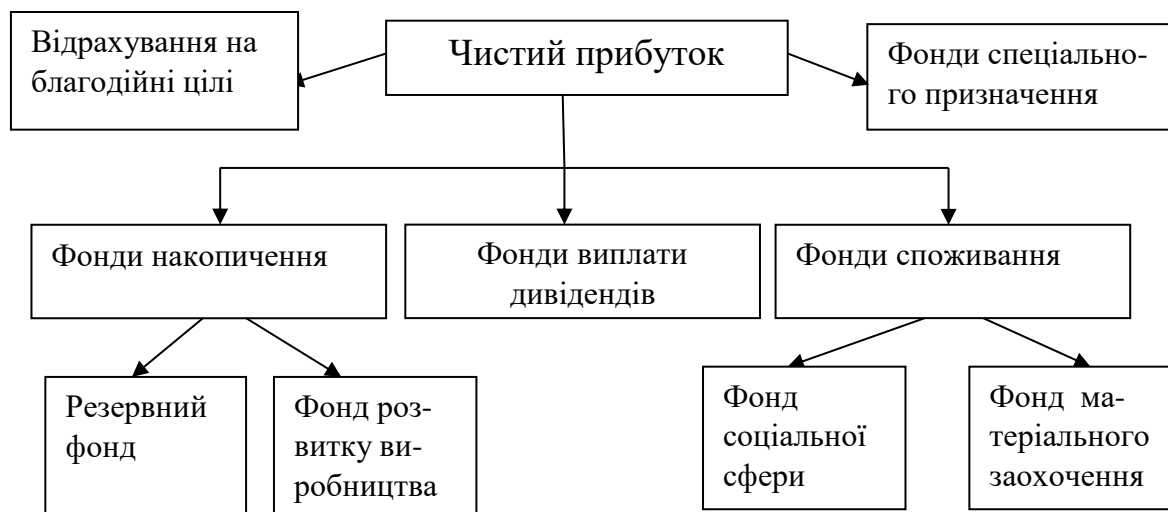 Відрахування на
благодійні цілі
Чистий прибуток
Фонди спеціально-
го призначення
Фонди накопичення
Фонди виплати
дивідендів
Фонди споживання
Резервний
фонд
Фонд роз-
витку ви-
робництва
Фонд
соціальної
сфери
Фонд ма-
теріального
заохочення